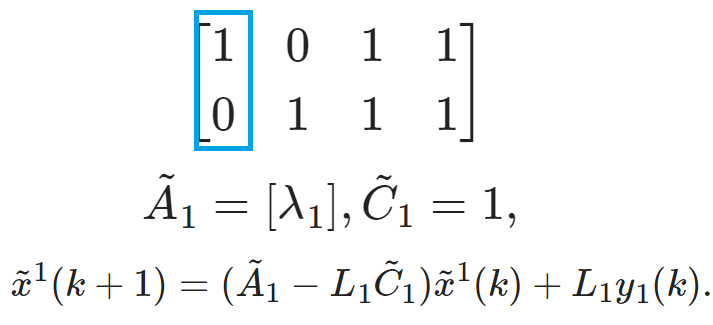 [1 0 1 1
0 1 1 1]
Ã₁ = [λ₁], C̃₁ = 1,
x̃¹(k + 1) = (Ã₁ − L₁C̃₁)x̃¹(k) + L₁y₁(k).